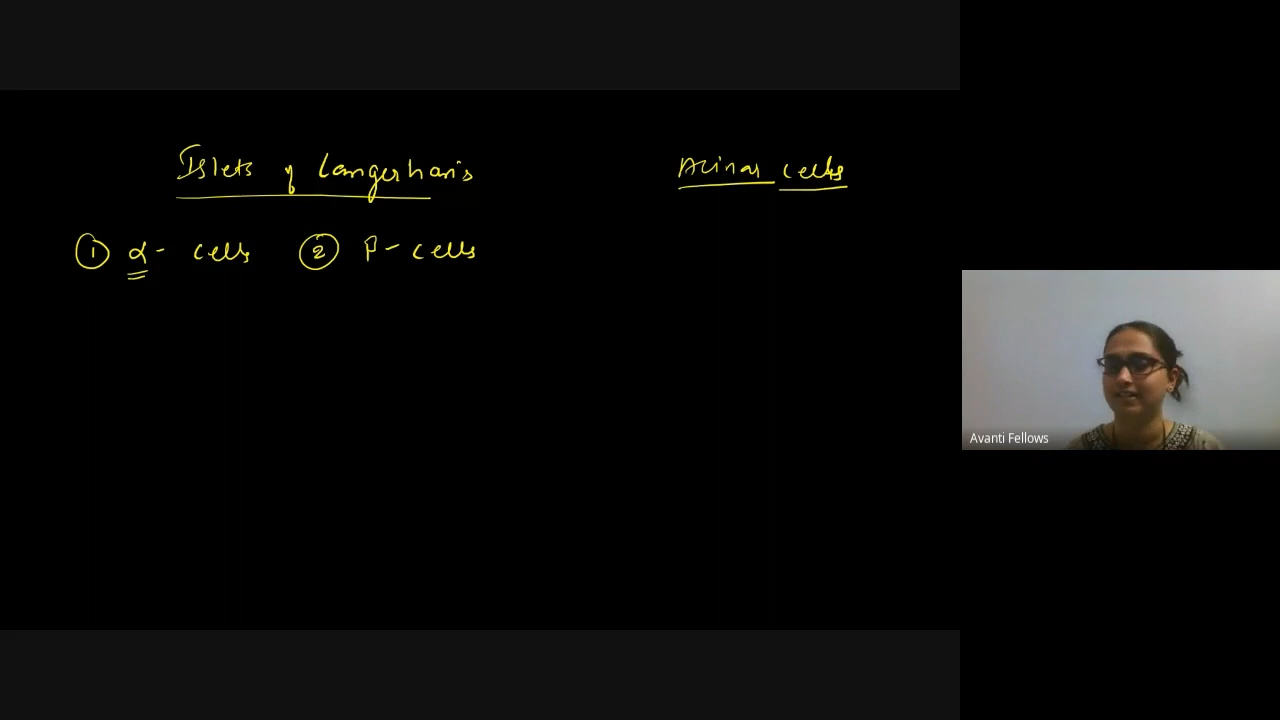 Islets of Langerhans
Acinar cells
① α- cells ② β- cells
Avanti Fellows